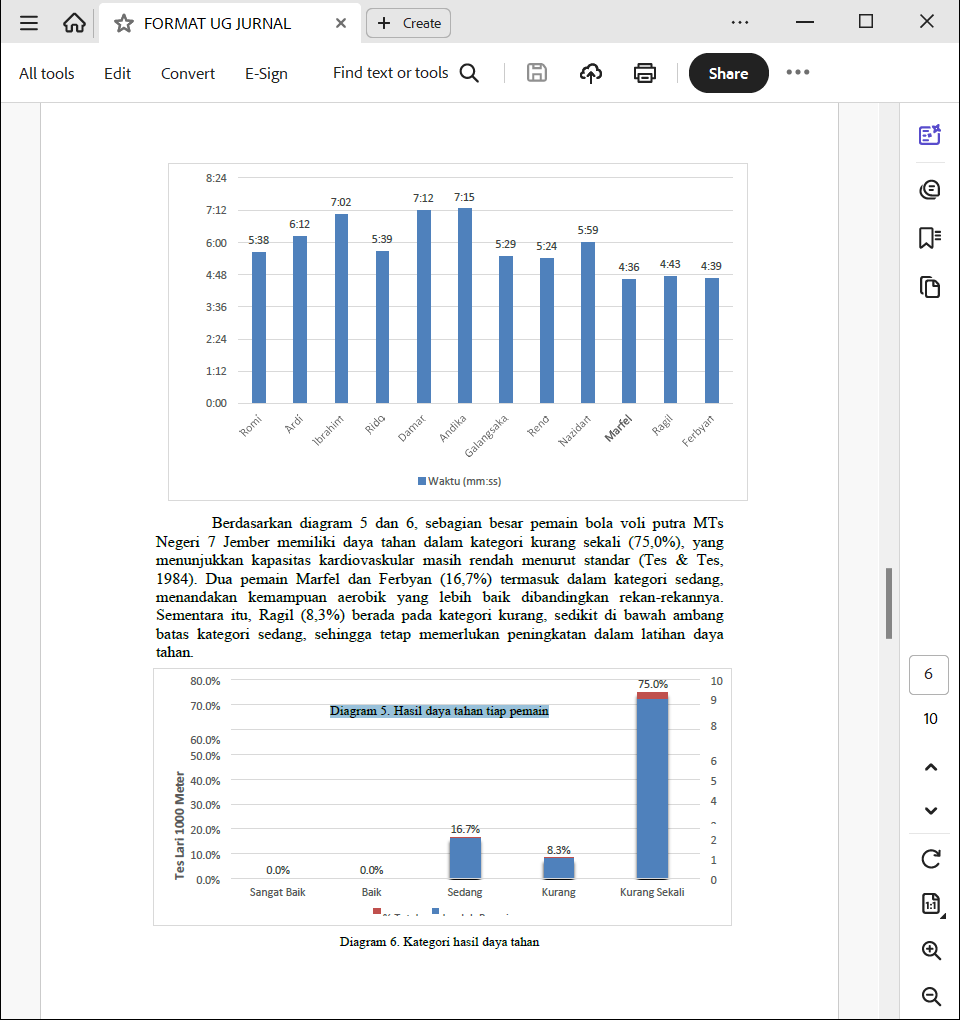 FORMAT UG JURNAL
Create
All tools
Edit
Convert
E-Sign
Find text or tools
Share
8:24
7:12
6:00
4:48
3:36
2:24
1:12
0:00
5:38
6:12
7:02
5:39
7:12
7:15
5:29
5:24
5:59
4:36
4:43
4:39
Romi
Ardi
Ibrahim
Rido
Damar
Andika
Galangsaka
Reno
Nazidan
Marfel
Ragil
Ferbyan
Waktu (mm:ss)
Berdasarkan diagram 5 dan 6, sebagian besar pemain bola voli putra MTs
Negeri 7 Jember memiliki daya tahan dalam kategori kurang sekali (75,0%), yang
menunjukkan kapasitas kardiovaskular masih rendah menurut standar (Tes & Tes,
1984). Dua pemain Marfel dan Ferbyan (16,7%) termasuk dalam kategori sedang,
menandakan kemampuan aerobik yang lebih baik dibandingkan rekan-rekannya.
Sementara itu, Ragil (8,3%) berada pada kategori kurang, sedikit di bawah ambang
batas kategori sedang, sehingga tetap memerlukan peningkatan dalam latihan daya
tahan.
Diagram 5. Hasil daya tahan tiap pemain
Tes Lari 1000 Meter
80.0%
70.0%
60.0%
50.0%
40.0%
30.0%
20.0%
10.0%
0.0%
0.0%
0.0%
16.7%
8.3%
75.0%
10
9
8
6
5
4
2
1
0
Sangat Baik
Baik
Sedang
Kurang
Kurang Sekali
Diagram 6. Kategori hasil daya tahan
6
10
1:1